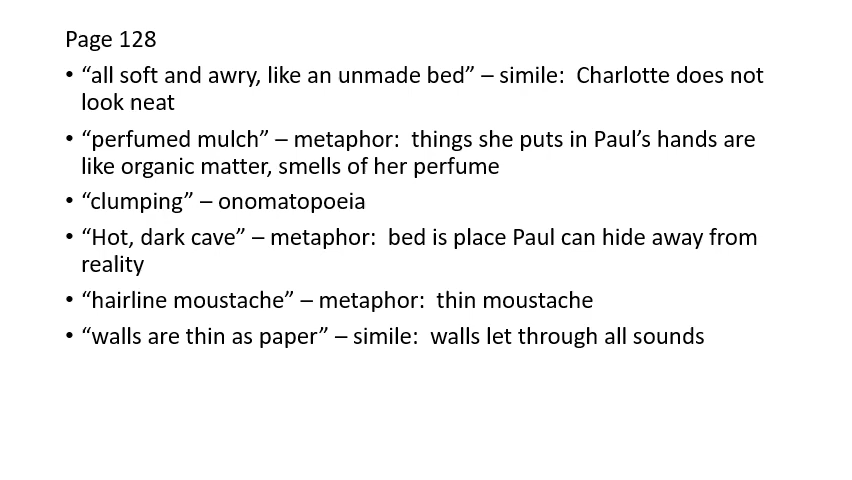 Page 128
• “all soft and awry, like an unmade bed” – simile:  Charlotte does not
look neat
• “perfumed mulch” – metaphor:  things she puts in Paul’s hands are
like organic matter, smells of her perfume
• “clumping” – onomatopoeia
• “Hot, dark cave” – metaphor:  bed is place Paul can hide away from
reality
• “hairline moustache” – metaphor:  thin moustache
• “walls are thin as paper” – simile:  walls let through all sounds